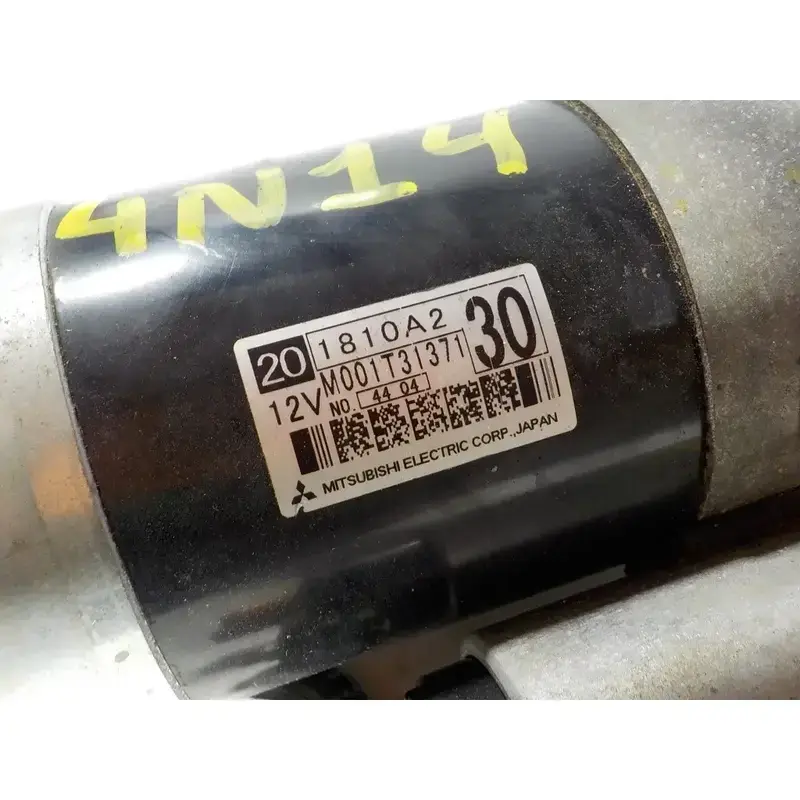 4N14
20 1810A2 30
12V M001T31371
NO. 44 04
MITSUBISHI ELECTRIC CORP.,JAPAN